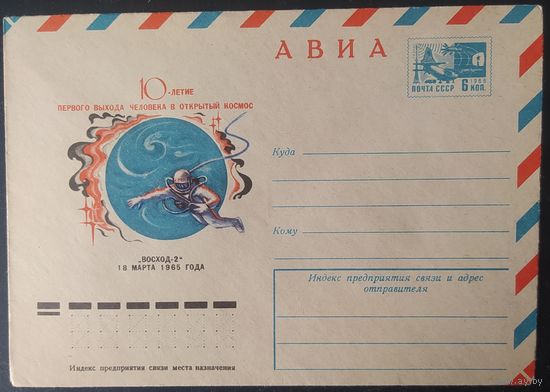 АВИА
1966
ПОЧТА СССР 6 КОП.
10-ЛЕТИЕ
ПЕРВОГО ВЫХОДА ЧЕЛОВЕКА В ОТКРЫТЫЙ КОСМОС
„ВОСХОД-2"
18 МАРТА 1965 ГОДА
Куда
Кому
Индекс предприятия связи и адрес
отправителя
Индекс предприятия связи места назначения